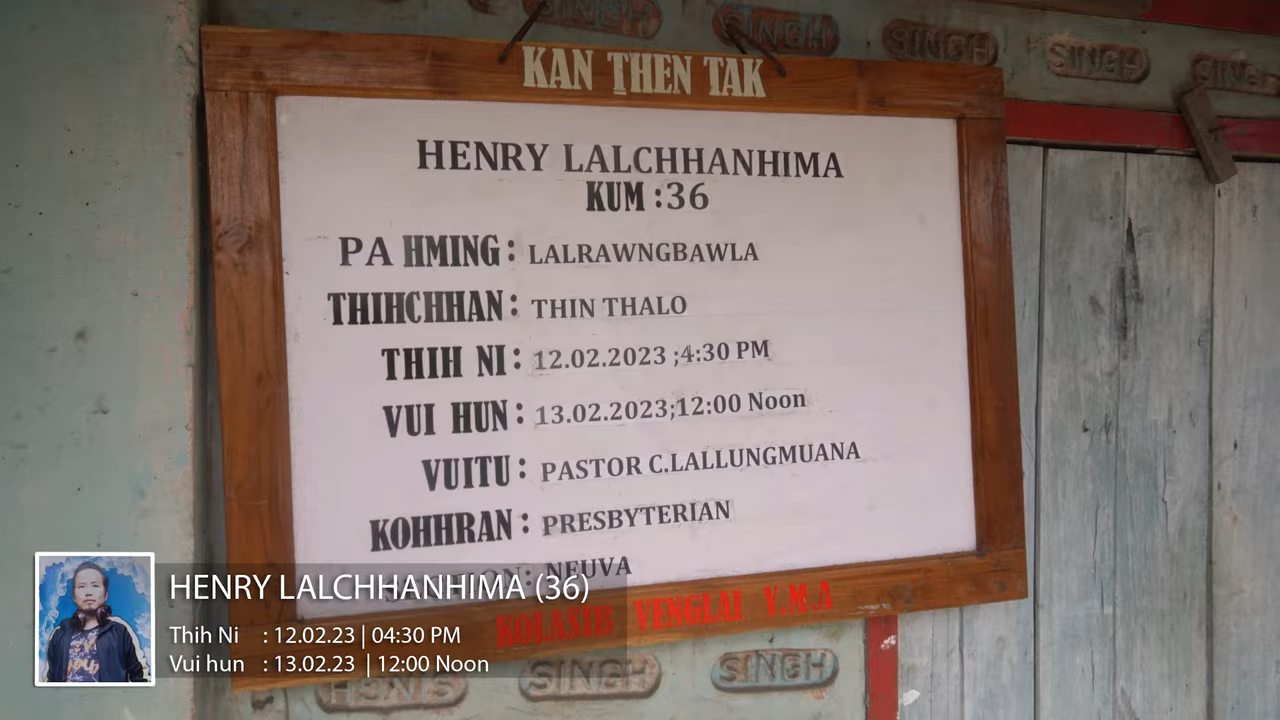 SINGH SINGH SINGH SINGH
KAN THEN TAK
HENRY LALCHHANHIMA
KUM :36
PA HMING: LALRAWNGBAWLA
THIHCHHAN: THIN THALO
THIH NI: 12.02.2023 ;4:30 PM
VUI HUN: 13.02.2023;12:00 Noon
VUITU: PASTOR C.LALLUNGMUANA
KOHHRAN: PRESBYTERIAN
: NEUVA
KOLASIB VENGLAI Y.M.A
SINGH SINGH SINGH
HENRY LALCHHANHIMA (36)
Thih Ni : 12.02.23 | 04:30 PM
Vui hun : 13.02.23 | 12:00 Noon